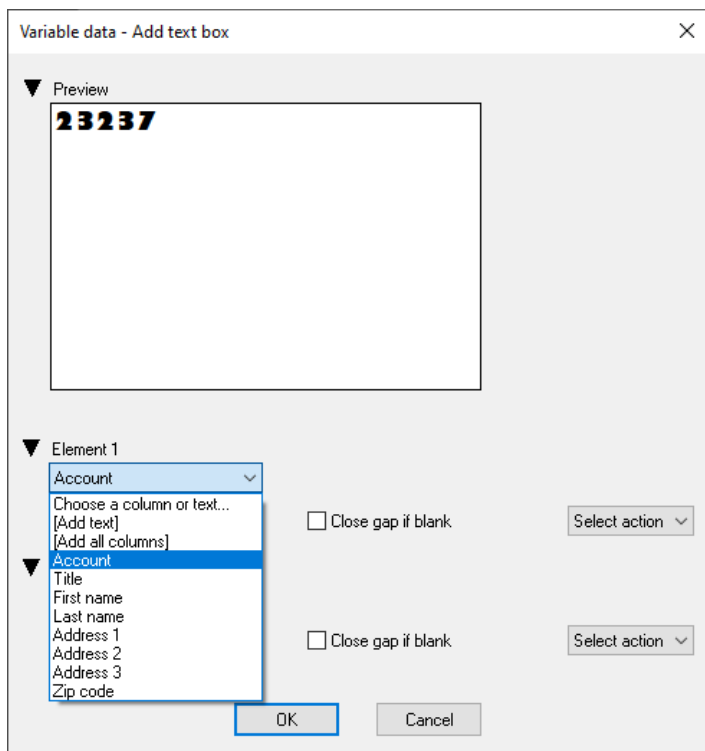 Variable data - Add text box
Preview
23237
Element 1
Account
Choose a column or text...
[Add text]
[Add all columns]
Account
Title
First name
Last name
Address 1
Address 2
Address 3
Zip code
Close gap if blank
Select action
Close gap if blank
Select action
OK
Cancel